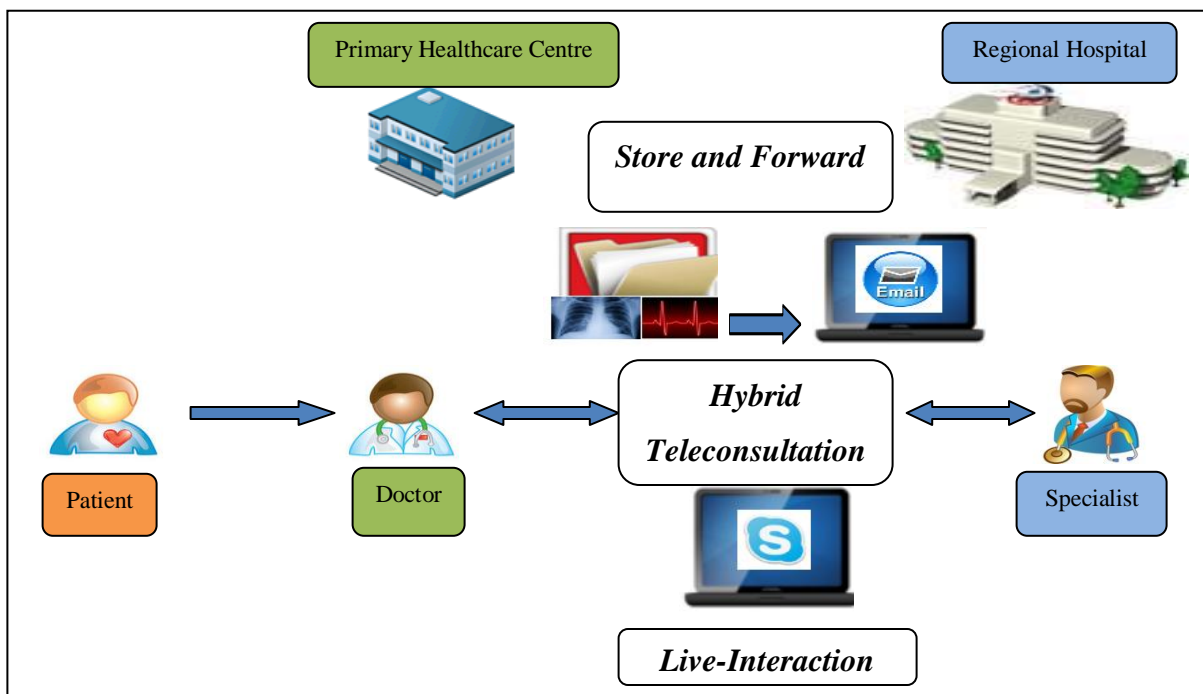 Primary Healthcare Centre
Regional Hospital
Store and Forward
Email
Hybrid
Teleconsultation
Patient
Doctor
Specialist
S
Live-Interaction